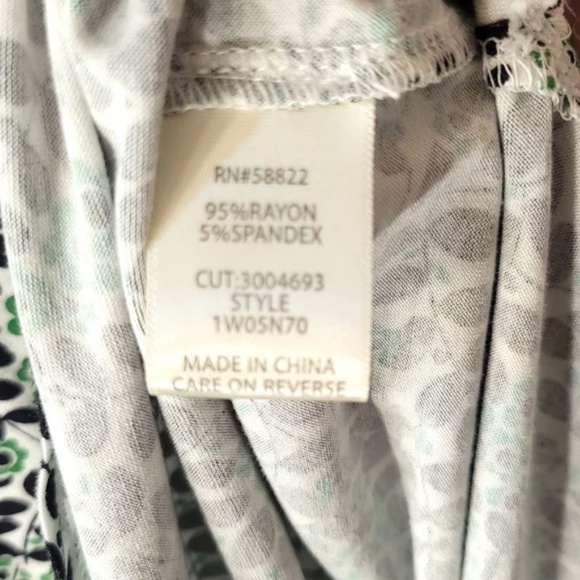 RN#58822
95%RAYON
5%SPANDEX
CUT:3004693
STYLE
1W05N70
MADE IN CHINA
CARE ON REVERSE